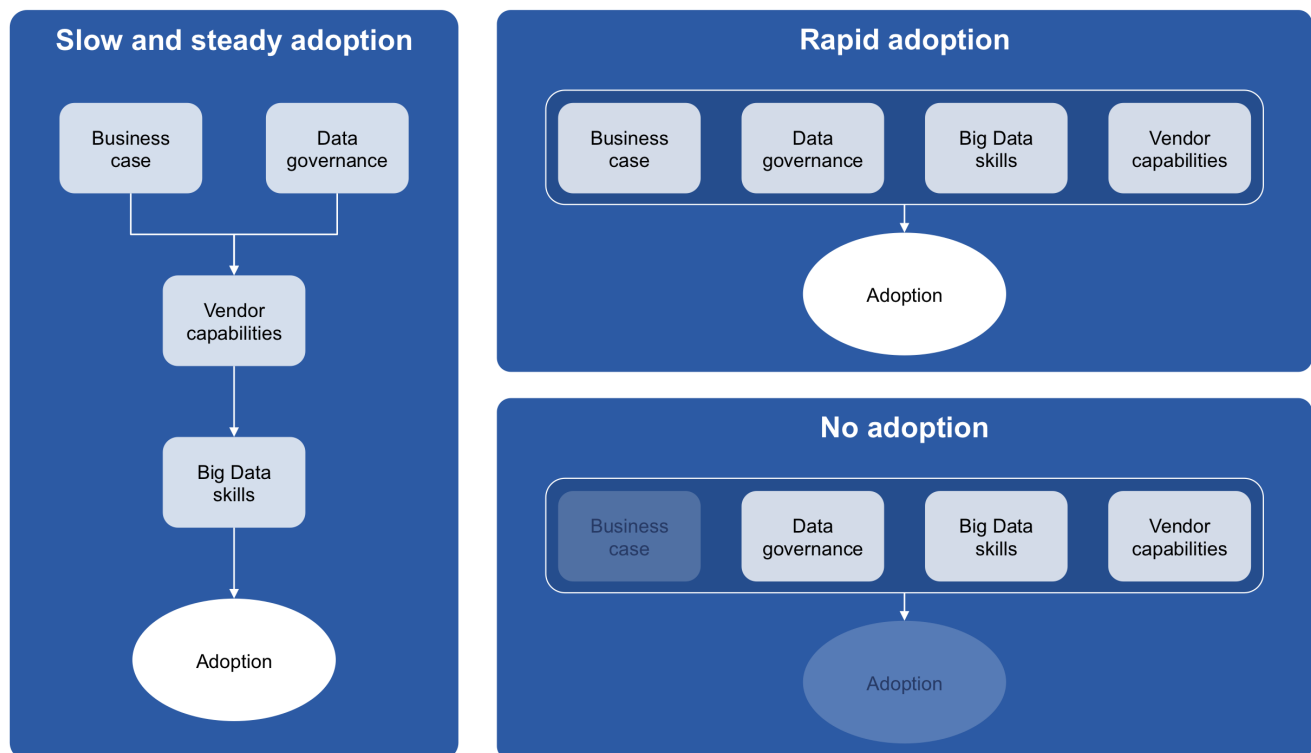 Slow and steady adoption
Business
case
Data
governance
Vendor
capabilities
Big Data
skills
Adoption
Rapid adoption
Business
case
Data
governance
Big Data
skills
Vendor
capabilities
Adoption
No adoption
Business
case
Data
governance
Big Data
skills
Vendor
capabilities
Adoption